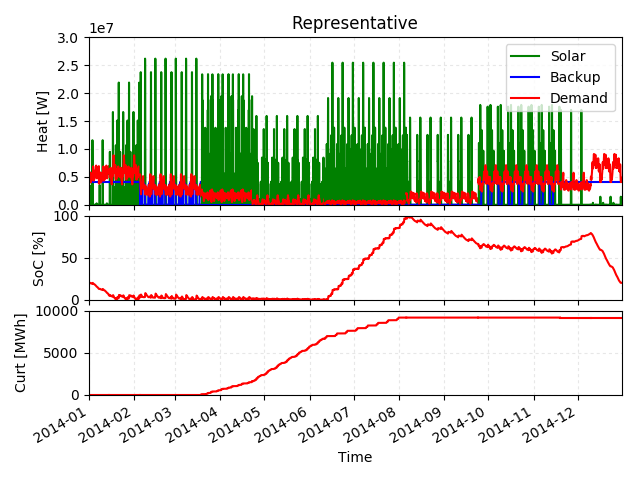 Representative
1e7
3.0
2.5
2.0
1.5
1.0
0.5
0.0
Heat [W]
Solar
Backup
Demand
100
50
0
SoC [%]
10000
5000
0
Curt [MWh]
2014-01
2014-02
2014-03
2014-04
2014-05
2014-06
2014-07
2014-08
2014-09
2014-10
2014-11
2014-12
Time